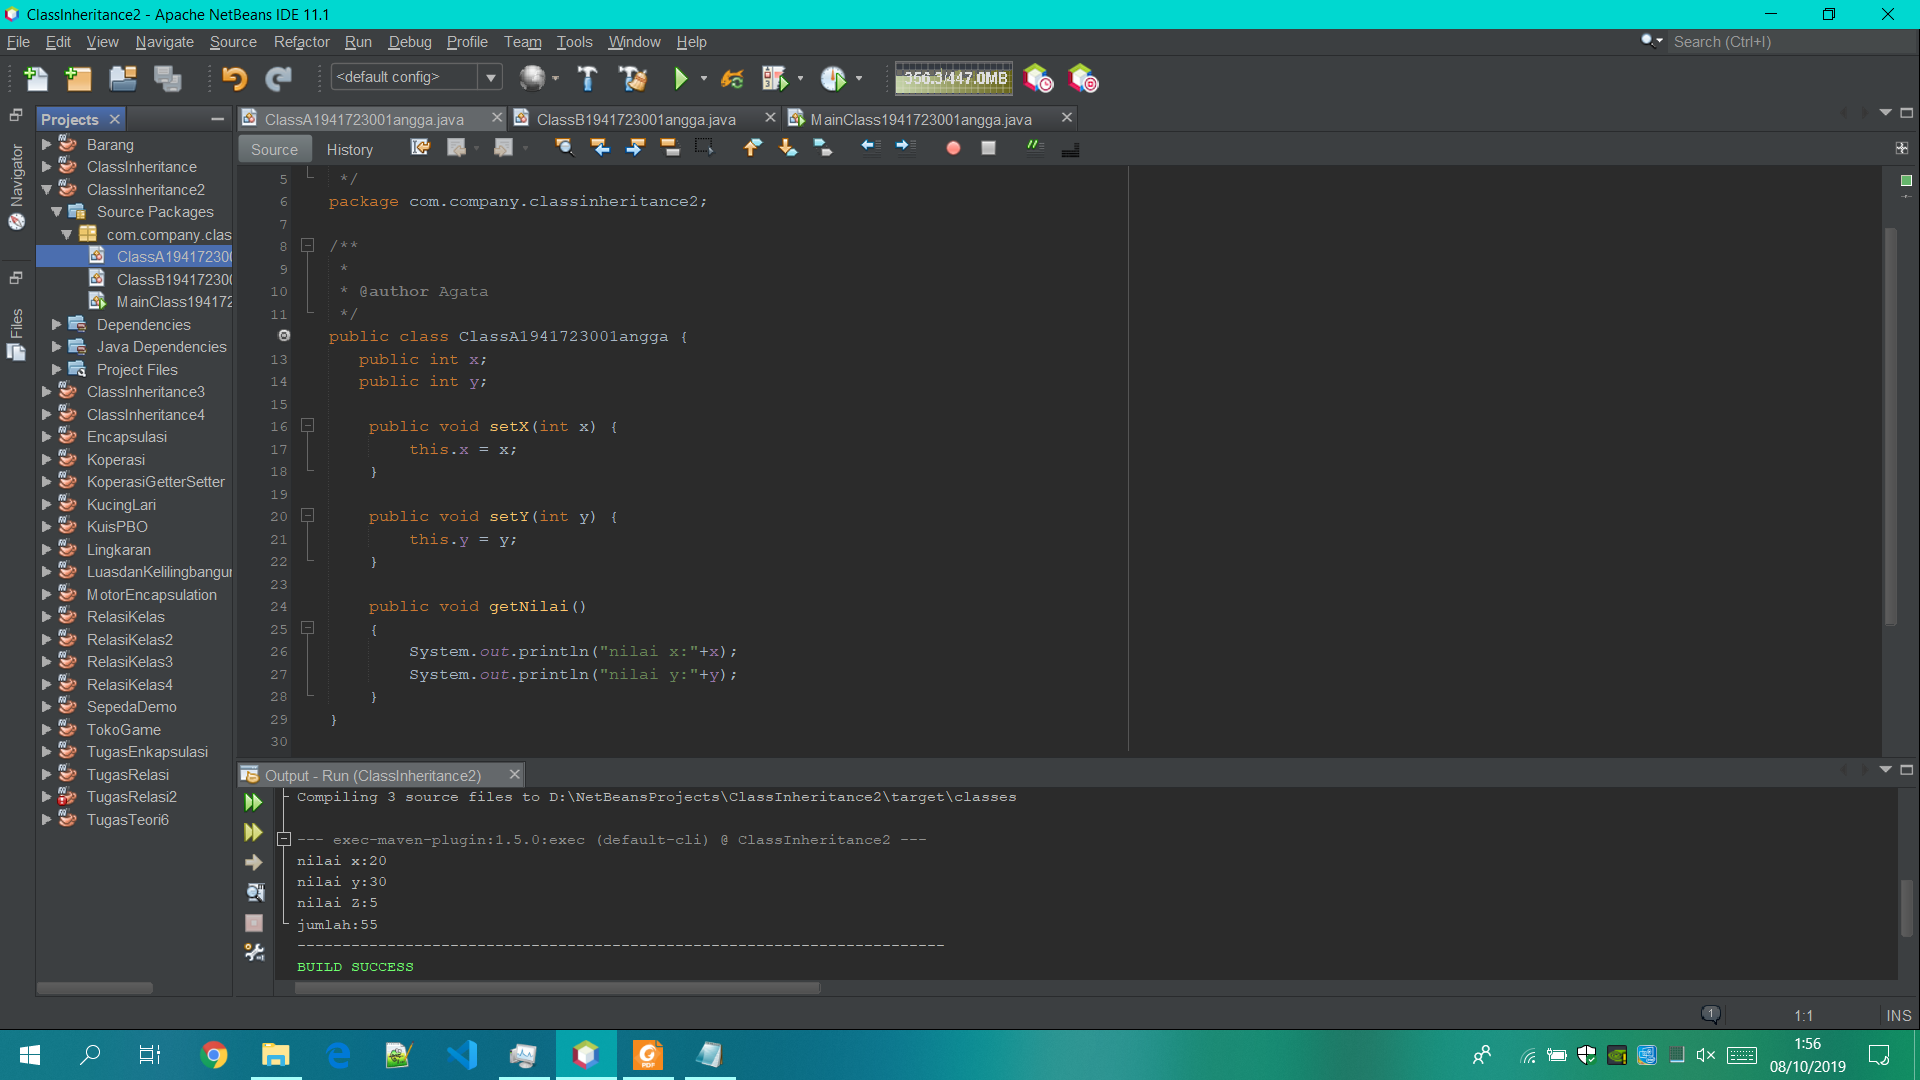 ClassInheritance2 - Apache NetBeans IDE 11.1
File Edit View Navigate Source Refactor Run Debug Profile Team Tools Window Help
Search (Ctrl+I)
<default config>
356.3/447.0MB
Projects
ClassA1941723001angga.java
ClassB1941723001angga.java
MainClass1941723001angga.java
Navigator
Files
Barang
ClassInheritance
ClassInheritance2
Source Packages
com.company.clas
ClassA194172300
ClassB194172300
MainClass194172
Dependencies
Java Dependencies
Project Files
ClassInheritance3
ClassInheritance4
Encapsulasi
Koperasi
KoperasiGetterSetter
KucingLari
KuisPBO
Lingkaran
LuasdanKelilingbangun
MotorEncapsulation
RelasiKelas
RelasiKelas2
RelasiKelas3
RelasiKelas4
SepedaDemo
TokoGame
TugasEnkapsulasi
TugasRelasi
TugasRelasi2
TugasTeori6
Source History
5 */
6 package com.company.classinheritance2;
7
8 /**
9 *
10 * @author Agata
11 */
public class ClassA1941723001angga {
13 public int x;
14 public int y;
15
16 public void setX(int x) {
17 this.x = x;
18 }
19
20 public void setY(int y) {
21 this.y = y;
22 }
23
24 public void getNilai()
25 {
26 System.out.println("nilai x:"+x);
27 System.out.println("nilai y:"+y);
28 }
29 }
30
Output - Run (ClassInheritance2)
Compiling 3 source files to D:\NetBeansProjects\ClassInheritance2\target\classes
--- exec-maven-plugin:1.5.0:exec (default-cli) @ ClassInheritance2 ---
nilai x:20
nilai y:30
nilai Z:5
jumlah:55
------------------------------------------------------------------------
BUILD SUCCESS
1
1:1
INS
1:56
08/10/2019